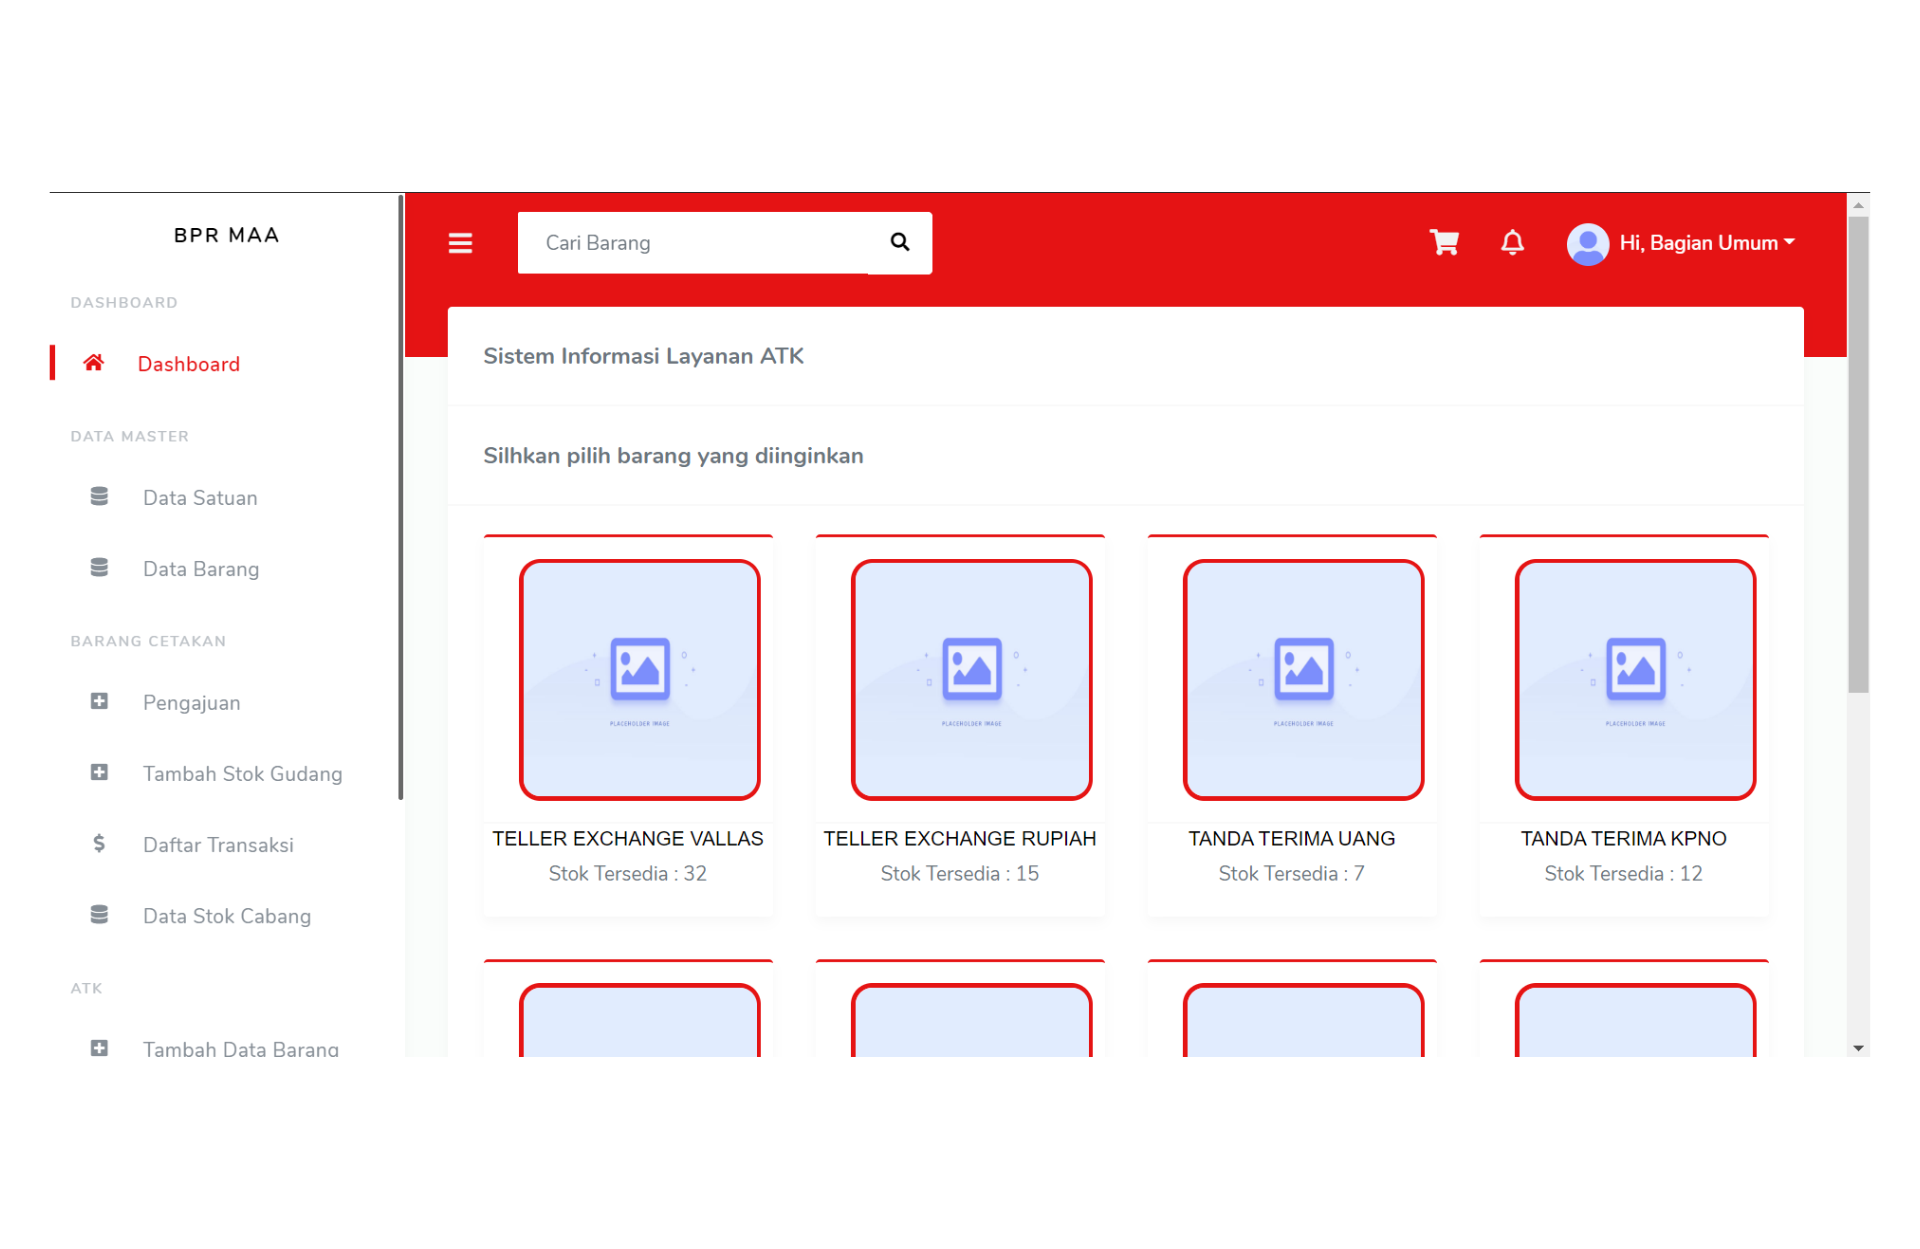 BPR MAA
DASHBOARD
Dashboard
DATA MASTER
Data Satuan
Data Barang
BARANG CETAKAN
Pengajuan
Tambah Stok Gudang
Daftar Transaksi
Data Stok Cabang
ATK
Tambah Data Barang
Cari Barang
Hi, Bagian Umum
Sistem Informasi Layanan ATK
Silhkan pilih barang yang diinginkan
PLACEHOLDER IMAGE
TELLER EXCHANGE VALLAS
Stok Tersedia : 32
PLACEHOLDER IMAGE
TELLER EXCHANGE RUPIAH
Stok Tersedia : 15
PLACEHOLDER IMAGE
TANDA TERIMA UANG
Stok Tersedia : 7
PLACEHOLDER IMAGE
TANDA TERIMA KPNO
Stok Tersedia : 12